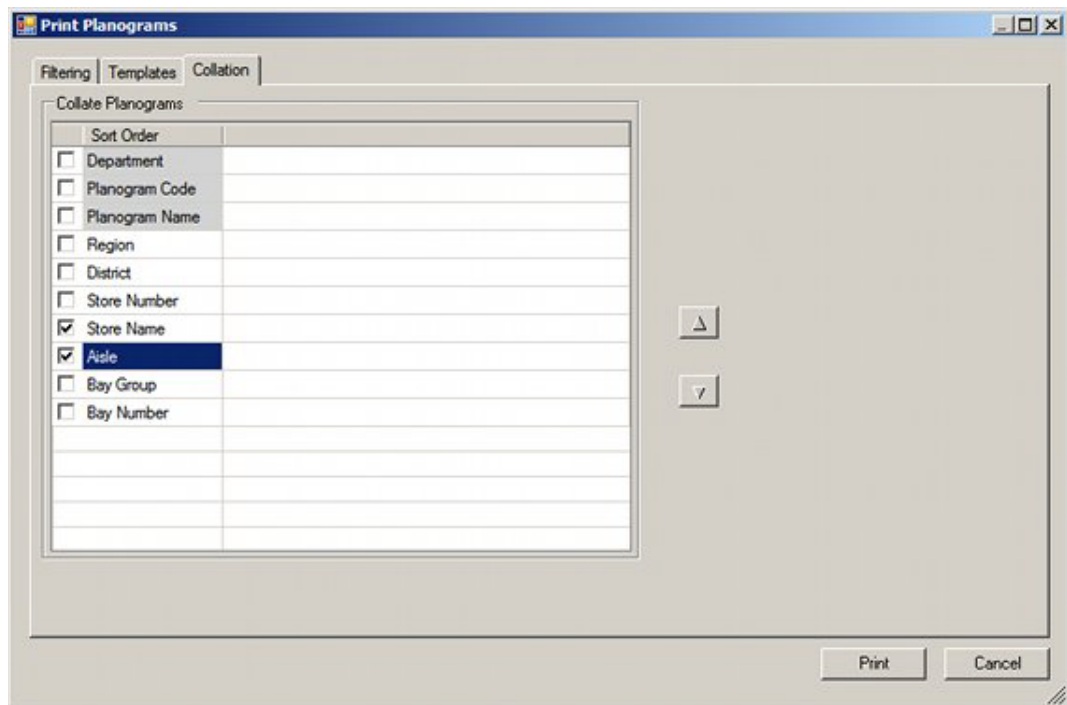 Print Planograms
Filtering Templates Collation
Collate Planograms
Sort Order
Department
Planogram Code
Planogram Name
Region
District
Store Number
Store Name
Aisle
Bay Group
Bay Number
Print Cancel